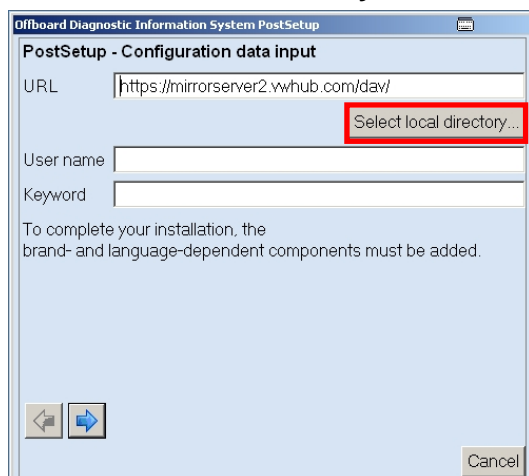 Offboard Diagnostic Information System PostSetup
PostSetup - Configuration data input
URL https://mirrorserver2.vwhub.com/dav/
Select local directory...
User name
Keyword
To complete your installation, the
brand- and language-dependent components must be added.
Cancel